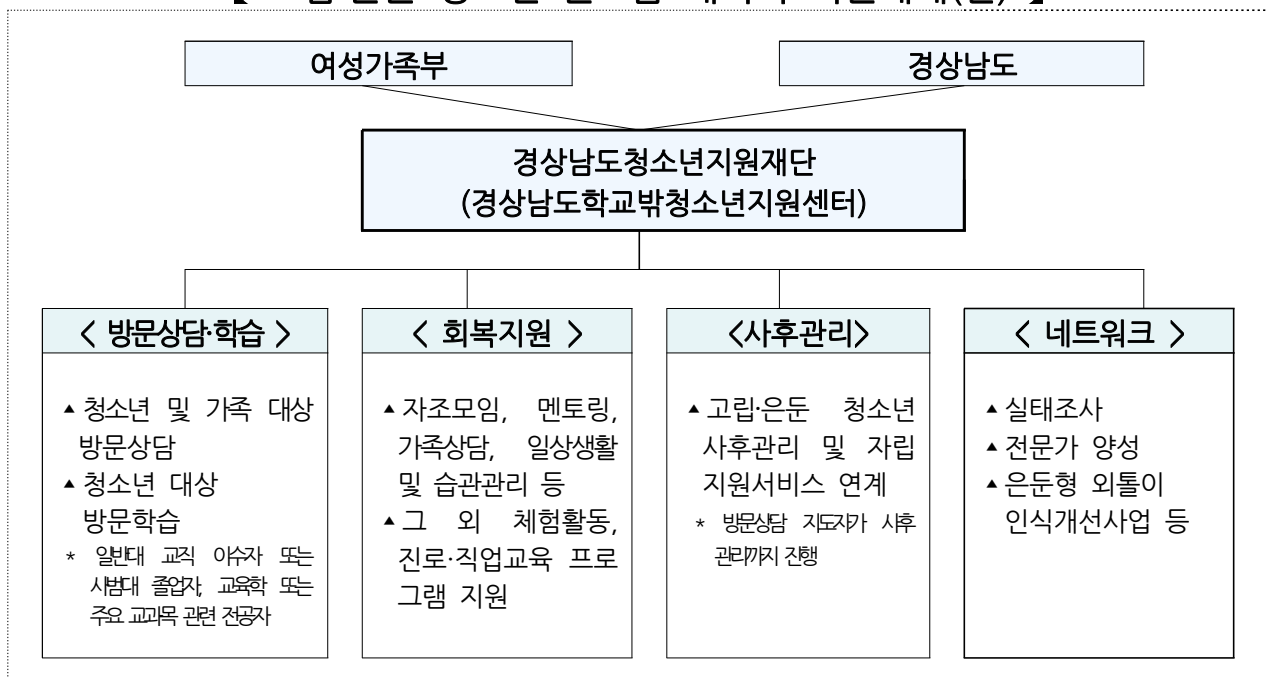 여성가족부
경상남도
경상남도청소년지원재단
(경상남도학교밖청소년지원센터)
< 방문상담·학습 >
▲ 청소년 및 가족 대상
방문상담
▲ 청소년 대상
방문학습
* 일반대 교직 이수자 또는
사범대 졸업자, 교육학 또는
주요 교과목 관련 전공자
< 회복지원 >
▲ 자조모임, 멘토링,
가족상담, 일상생활
및 습관관리 등
▲ 그 외 체험활동,
진로·직업교육 프로
그램 지원
<사후관리>
▲ 고립·은둔 청소년
사후관리 및 자립
지원서비스 연계
* 방문상담 지도자가 사후
관리까지 진행
< 네트워크 >
▲ 실태조사
▲ 전문가 양성
▲ 은둔형 외톨이
인식개선사업 등